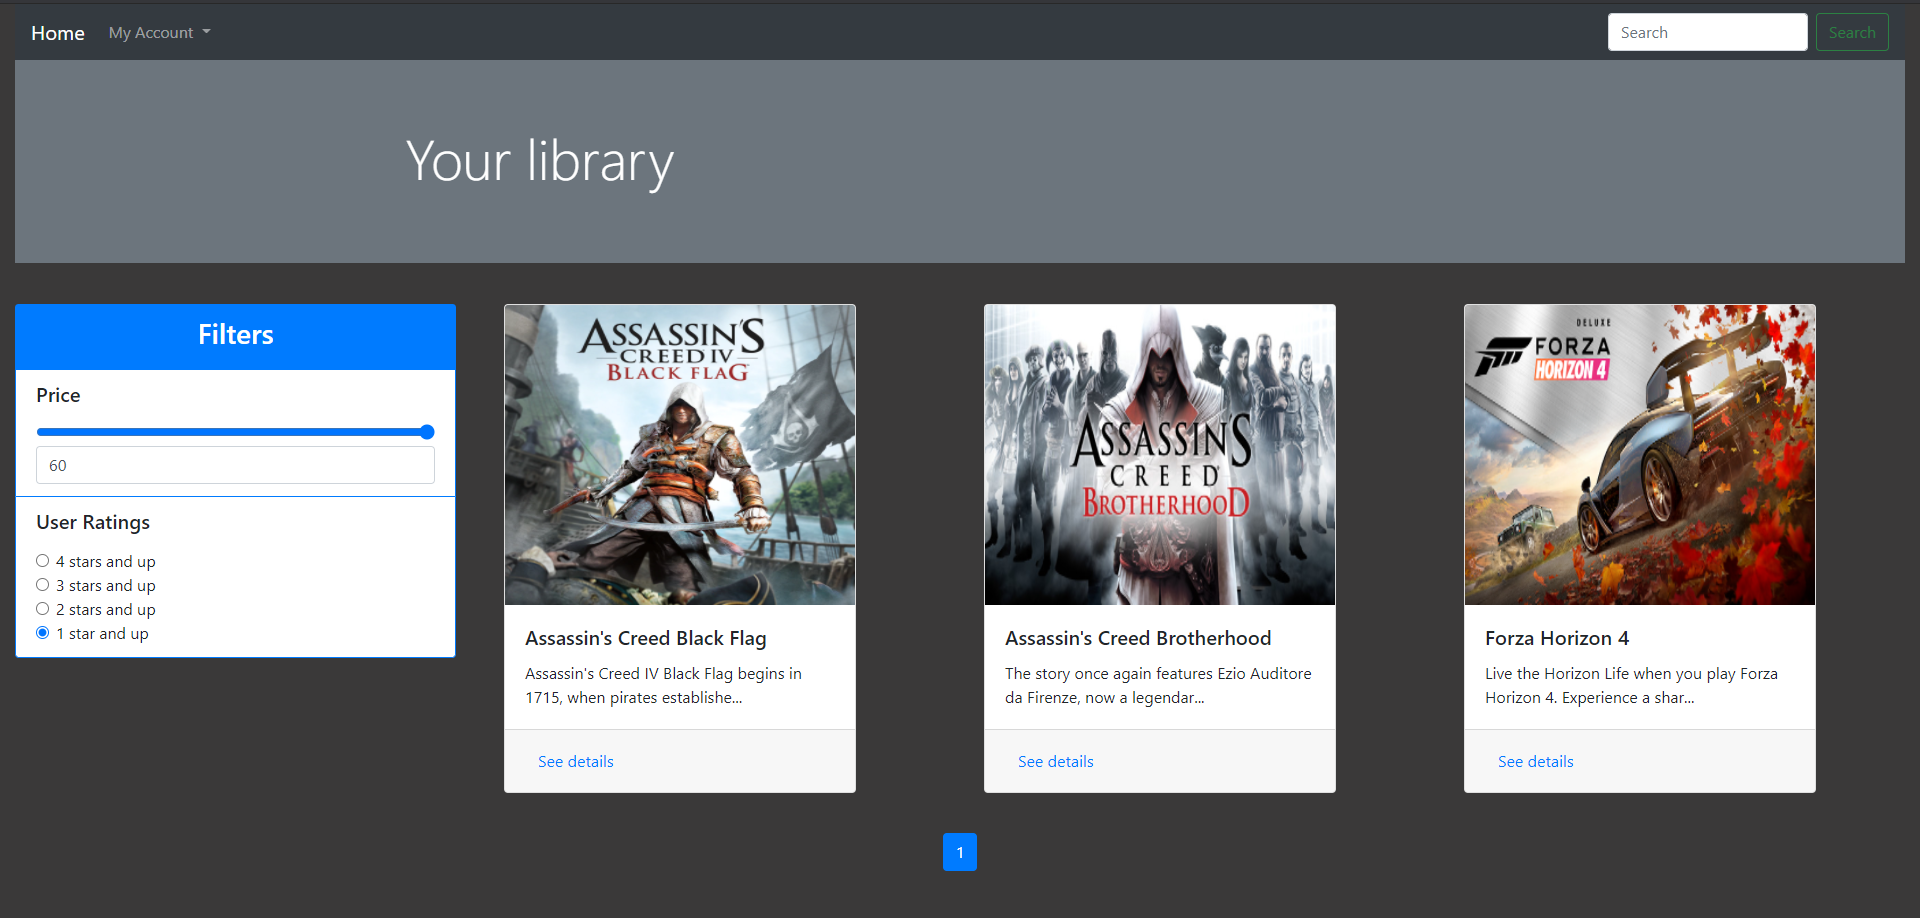 Home My Account Search Search
Your library
Filters
Price
60
User Ratings
4 stars and up
3 stars and up
2 stars and up
1 star and up
ASSASSIN'S
CREED IV
BLACK FLAG
Assassin's Creed Black Flag
Assassin's Creed IV Black Flag begins in
1715, when pirates establishe...
See details
ASSASSIN'S
CREED
BROTHERHOOD
Assassin's Creed Brotherhood
The story once again features Ezio Auditore
da Firenze, now a legendar...
See details
DELUXE
FORZA
HORIZON 4
Forza Horizon 4
Live the Horizon Life when you play Forza
Horizon 4. Experience a shar...
See details
1